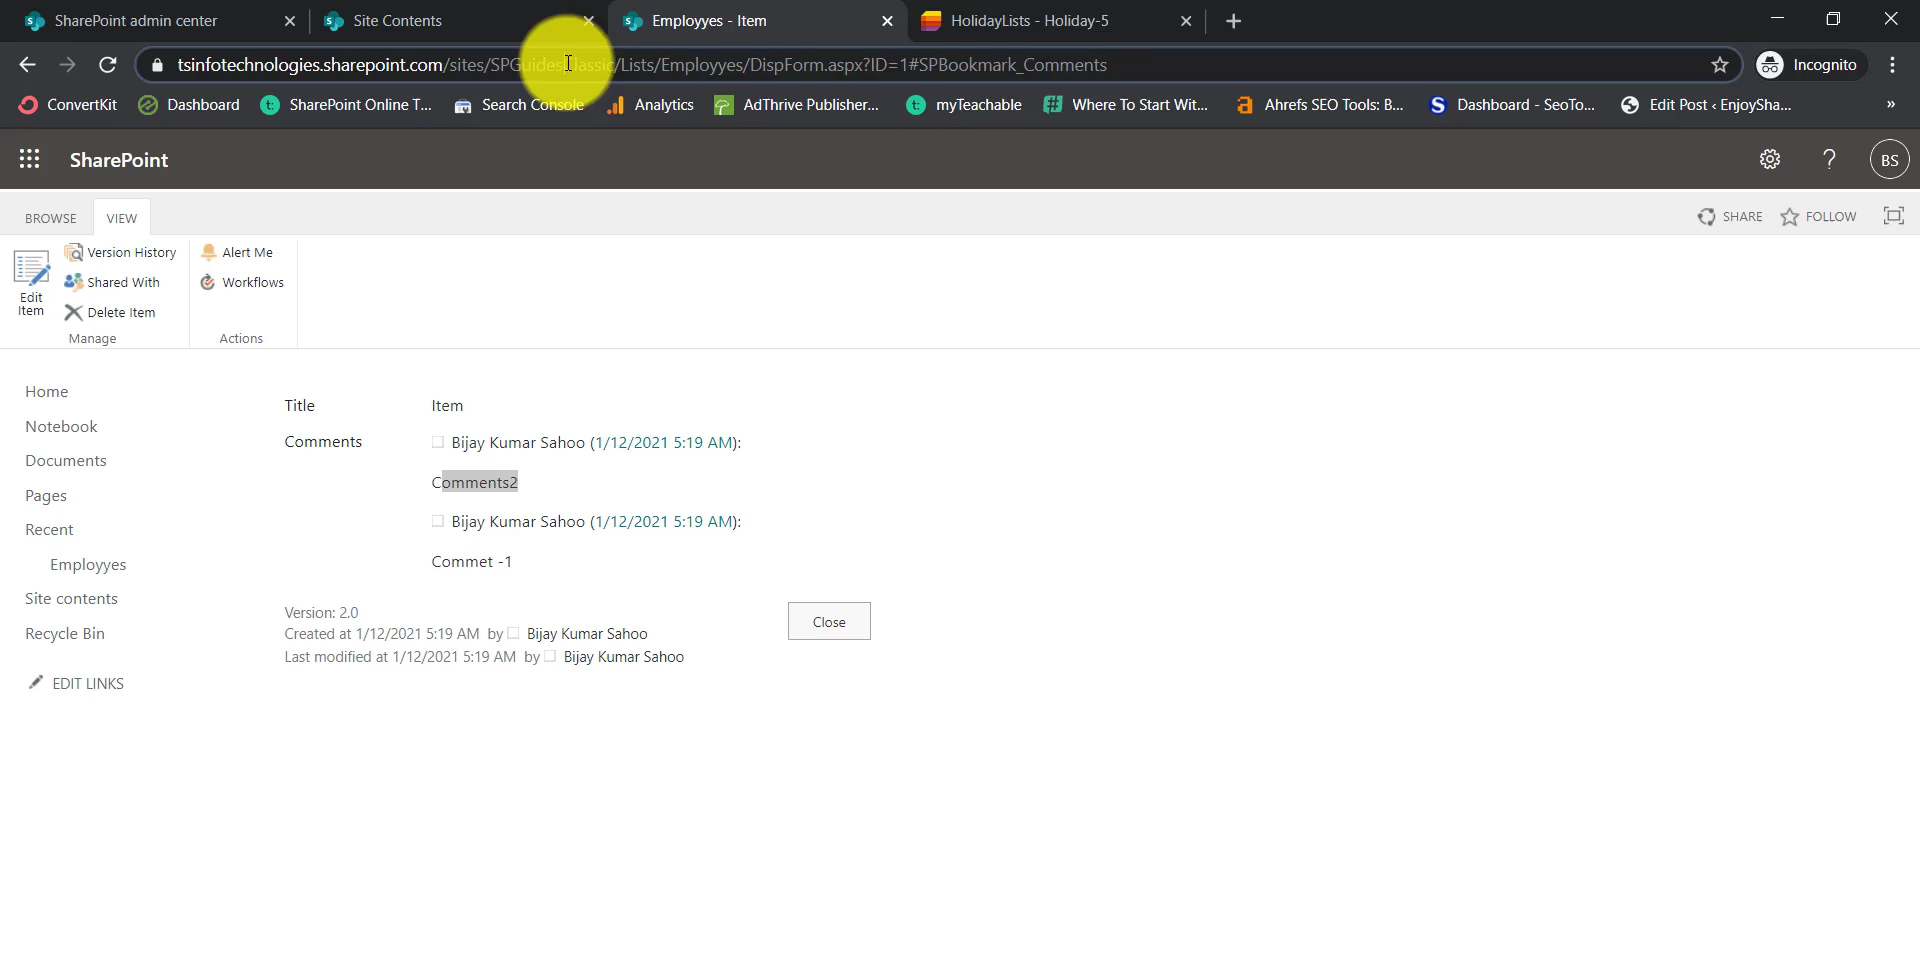 SharePoint admin center
Site Contents
Employyes - Item
HolidayLists - Holiday-5
tsinfotechnologies.sharepoint.com/sites/SPGuidesClassic/Lists/Employyes/DispForm.aspx?ID=1#SPBookmark_Comments
Incognito
ConvertKit
Dashboard
SharePoint Online T...
Search Console
Analytics
AdThrive Publisher...
myTeachable
Where To Start Wit...
Ahrefs SEO Tools: B...
Dashboard - SeoTo...
Edit Post ‹ EnjoySha...
»
SharePoint
?
BS
BROWSE
VIEW
SHARE
FOLLOW
Edit
Item
Version History
Shared With
Delete Item
Manage
Alert Me
Workflows
Actions
Home
Notebook
Documents
Pages
Recent
Employyes
Site contents
Recycle Bin
EDIT LINKS
Title
Item
Comments
Bijay Kumar Sahoo (1/12/2021 5:19 AM):
Comments2
Bijay Kumar Sahoo (1/12/2021 5:19 AM):
Commet -1
Version: 2.0
Created at 1/12/2021 5:19 AM by Bijay Kumar Sahoo
Last modified at 1/12/2021 5:19 AM by Bijay Kumar Sahoo
Close